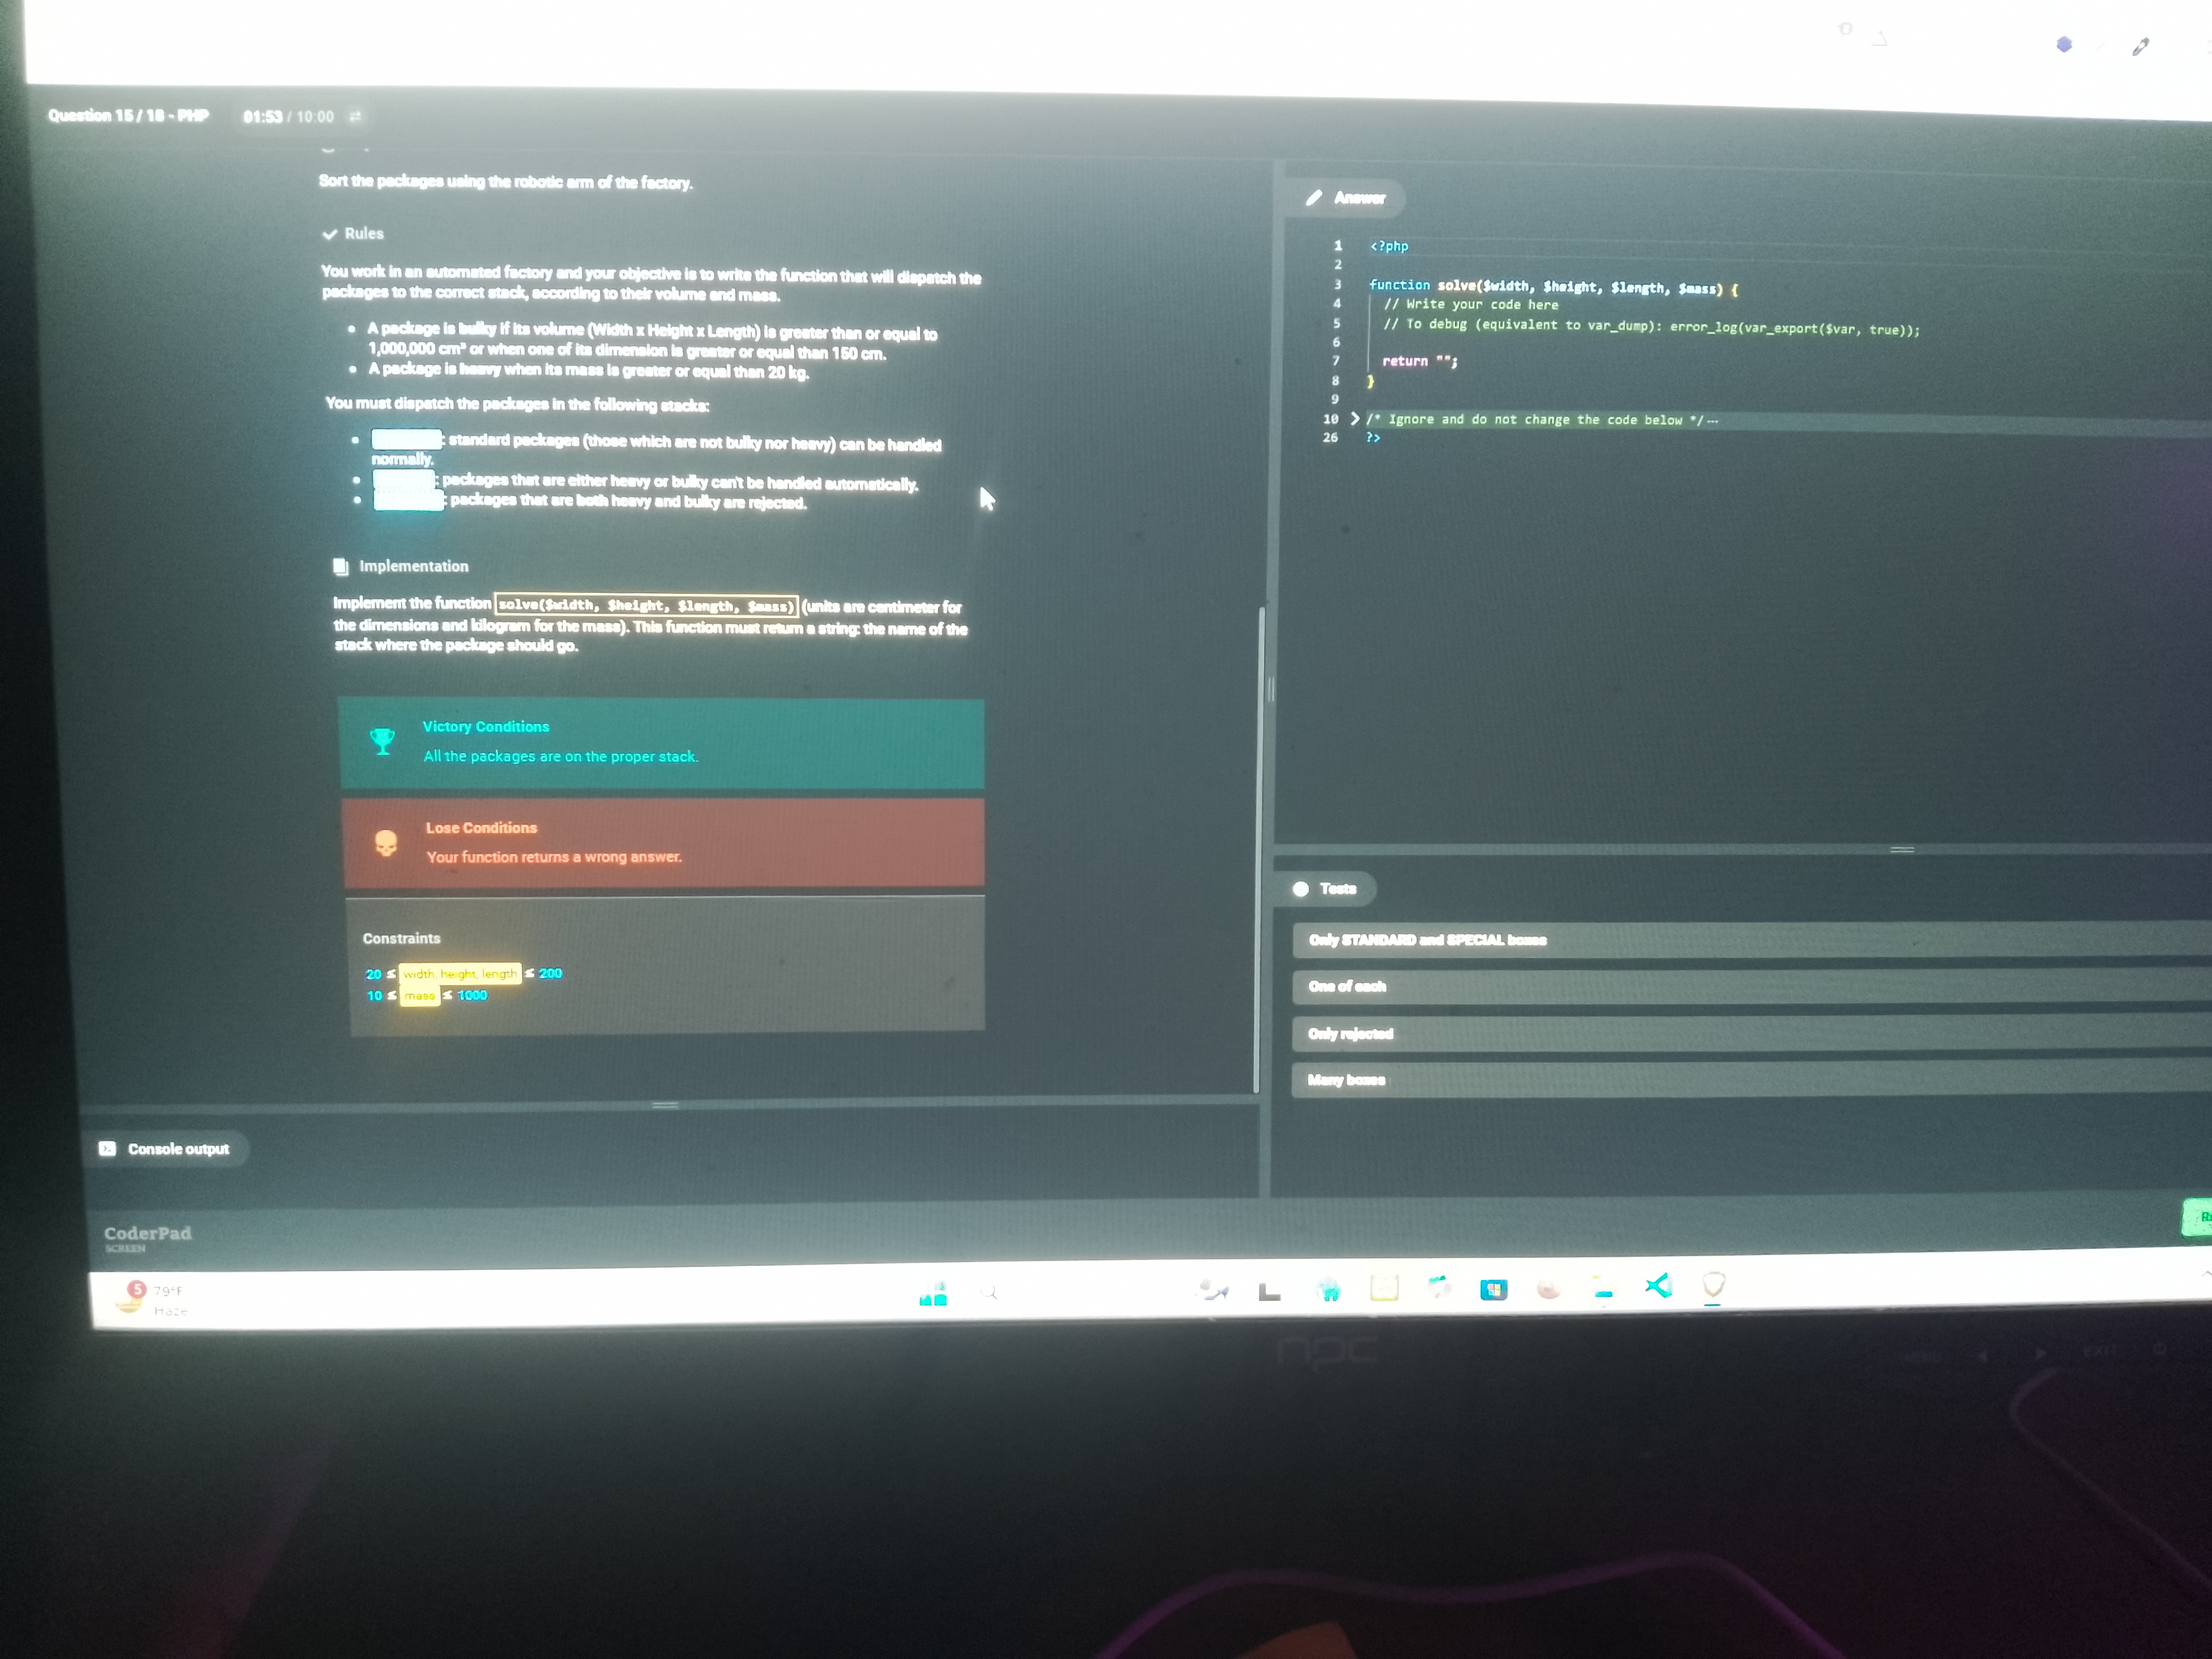 Question 15 / 18 - PHP
01:53 / 10:00
Sort the packages using the robotic arm of the factory.
Rules
You work in an automated factory and your objective is to write the function that will dispatch the
packages to the correct stack, according to their volume and mass.
A package is bulky if its volume (Width x Height x Length) is greater than or equal to
1,000,000 cm³ or when one of its dimension is greater or equal than 150 cm.
A package is heavy when its mass is greater or equal than 20 kg.
You must dispatch the packages in the following stacks:
: standard packages (those which are not bulky nor heavy) can be handled
normally.
: packages that are either heavy or bulky can't be handled automatically.
: packages that are both heavy and bulky are rejected.
Implementation
Implement the function solve($width, $height, $length, $mass) (units are centimeter for
the dimensions and kilogram for the mass). This function must return a string: the name of the
stack where the package should go.
Victory Conditions
All the packages are on the proper stack.
Lose Conditions
Your function returns a wrong answer.
Constraints
20 ≤ width, height, length ≤ 200
10 ≤ mass ≤ 1000
Console output
CoderPad
SCREEN
Answer
1 <?php
2
3 function solve($width, $height, $length, $mass) {
4 // Write your code here
5 // To debug (equivalent to var_dump): error_log(var_export($var, true));
6
7 return "";
8 }
9
10 /* Ignore and do not change the code below */
26 ?>
Tests
Only STANDARD and SPECIAL boxes
One of each
Only rejected
Many boxes
5
79°F
Haze
npc
EXIT